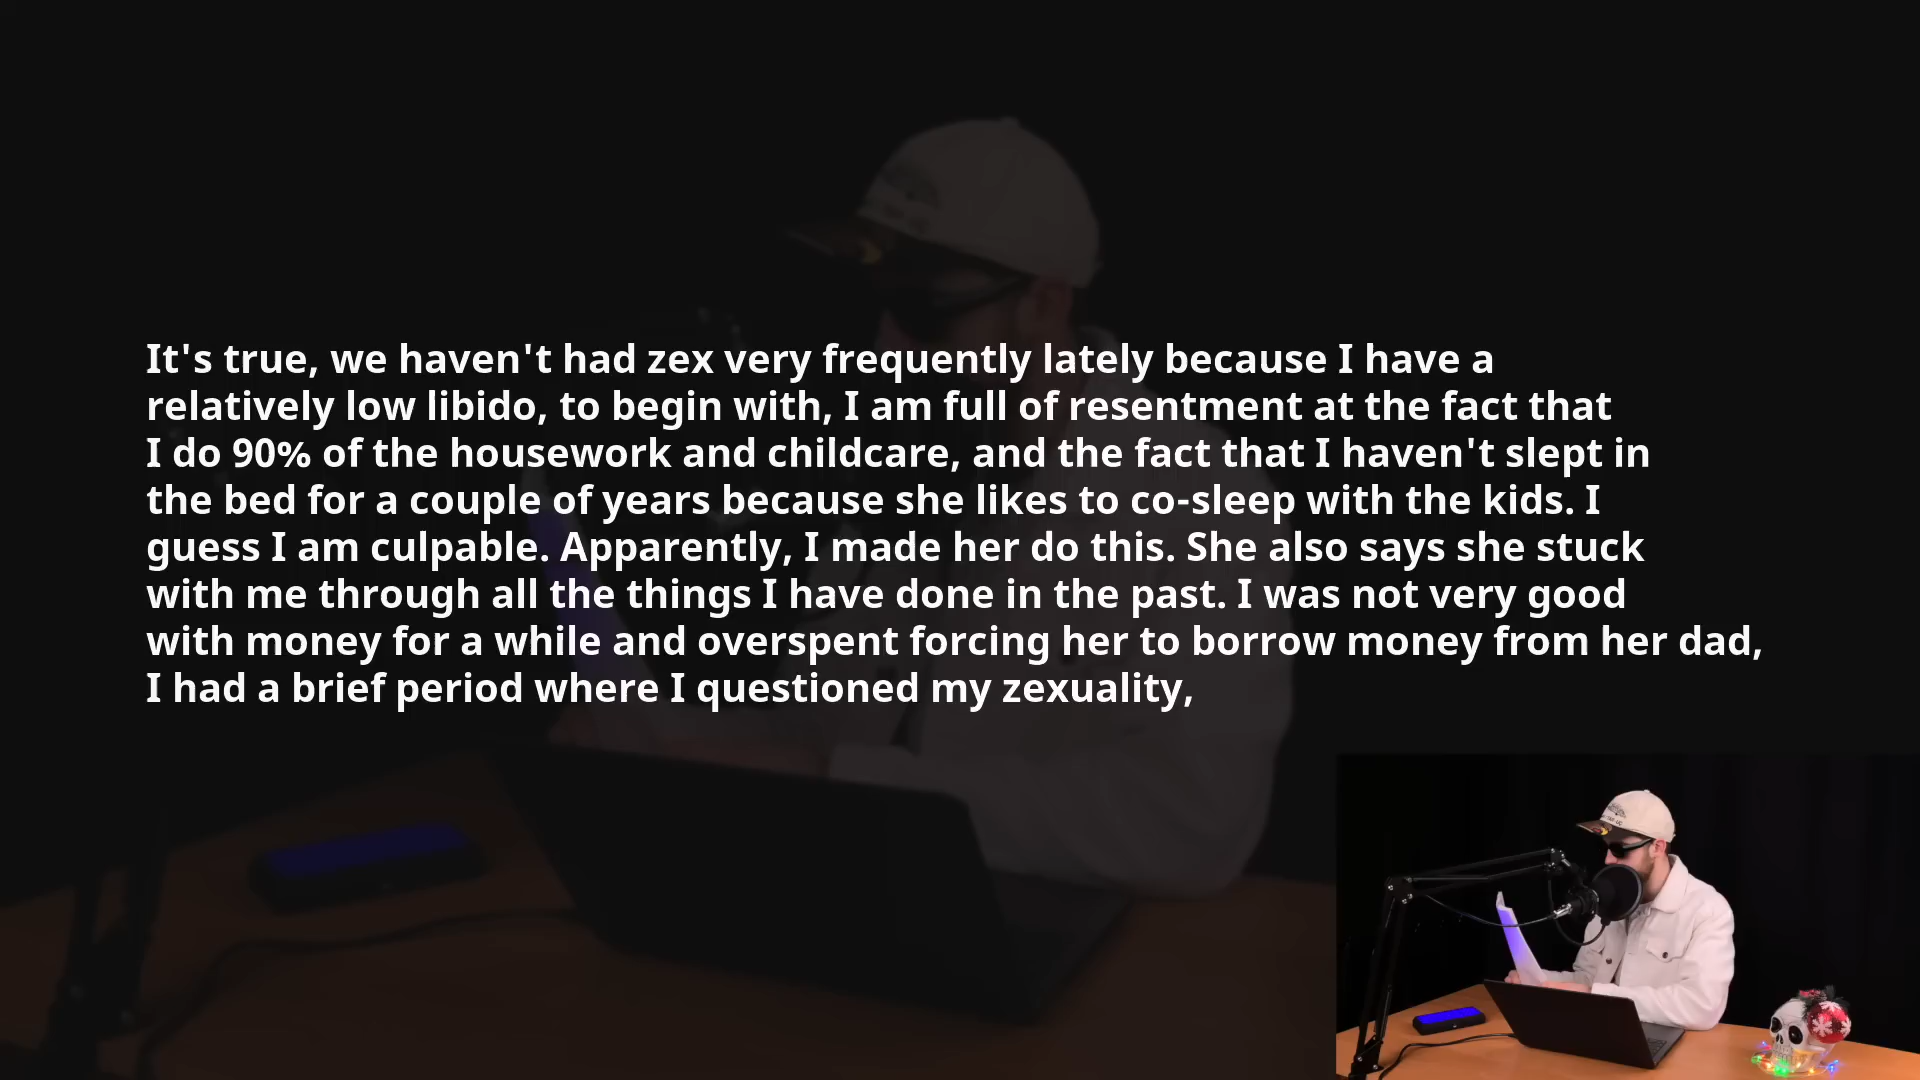 It's true, we haven't had zex very frequently lately because I have a
relatively low libido, to begin with, I am full of resentment at the fact that
I do 90% of the housework and childcare, and the fact that I haven't slept in
the bed for a couple of years because she likes to co-sleep with the kids. I
guess I am culpable. Apparently, I made her do this. She also says she stuck
with me through all the things I have done in the past. I was not very good
with money for a while and overspent forcing her to borrow money from her dad,
I had a brief period where I questioned my zexuality,